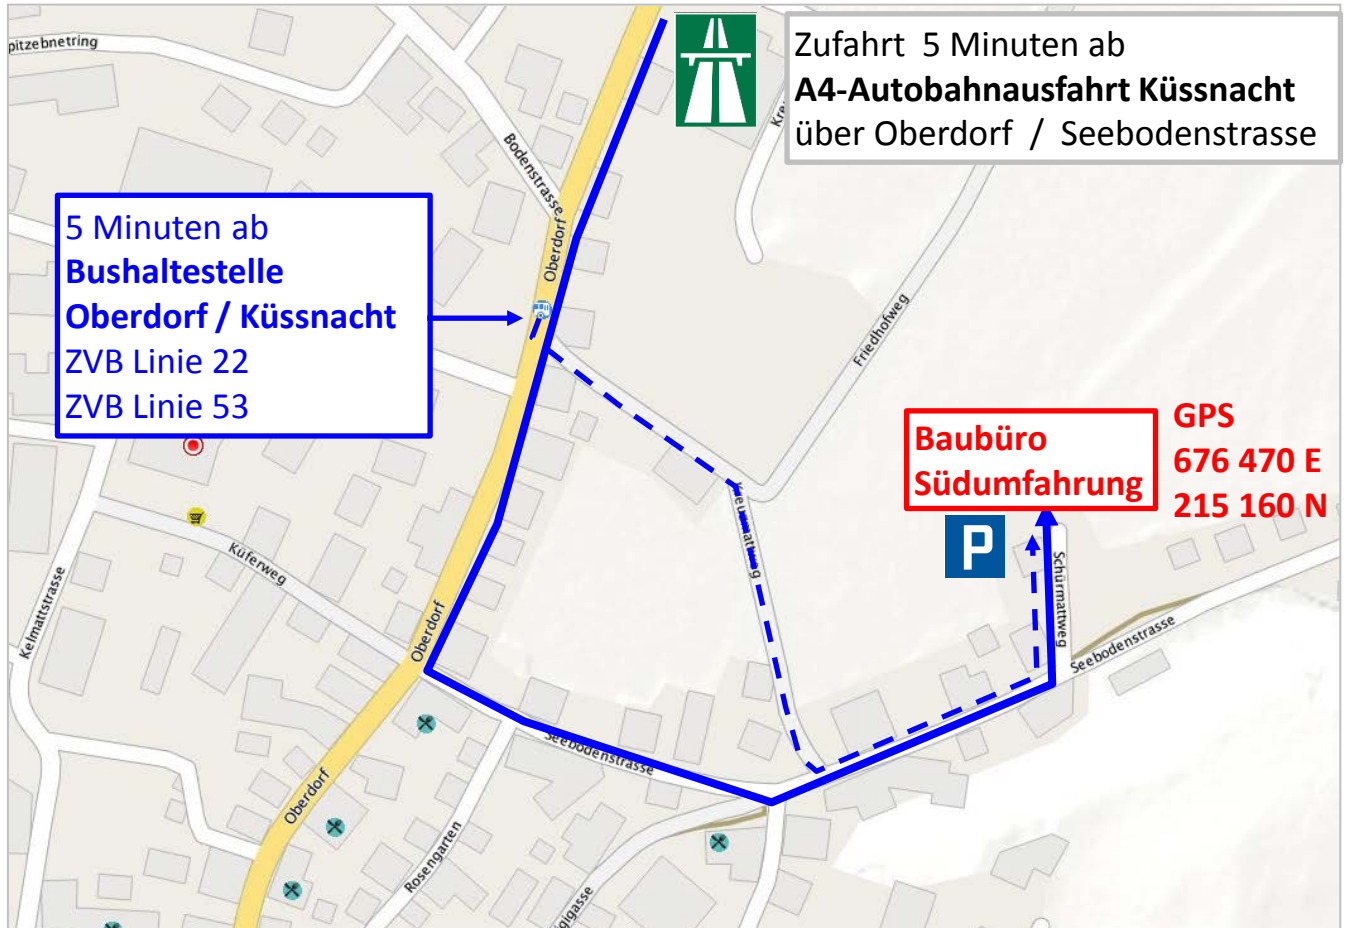 pitzebnetring
Zufahrt 5 Minuten ab
A4-Autobahnausfahrt Küssnacht
über Oberdorf / Seebodenstrasse
Bodenstrasse
5 Minuten ab
Bushaltestelle
Oberdorf / Küssnacht
ZVB Linie 22
ZVB Linie 53
Oberdorf
Friedhofweg
Baubüro
Südumfahrung
GPS
676 470 E
215 160 N
P
Kreuzmattweg
Küferweg
Kelmattstrasse
Oberdorf
Schürmattweg
Seebodenstrasse
Seebodenstrasse
Oberdorf
Rosengarten
igigasse